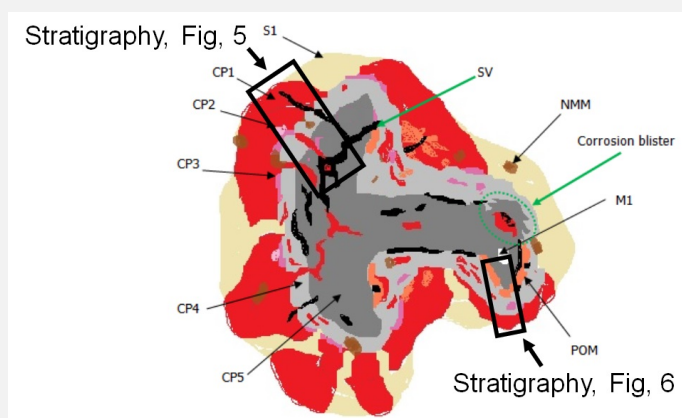 Stratigraphy, Fig, 5
S1
CP1
SV
CP2
NMM
Corrosion blister
CP3
M1
CP4
POM
CP5
Stratigraphy, Fig, 6